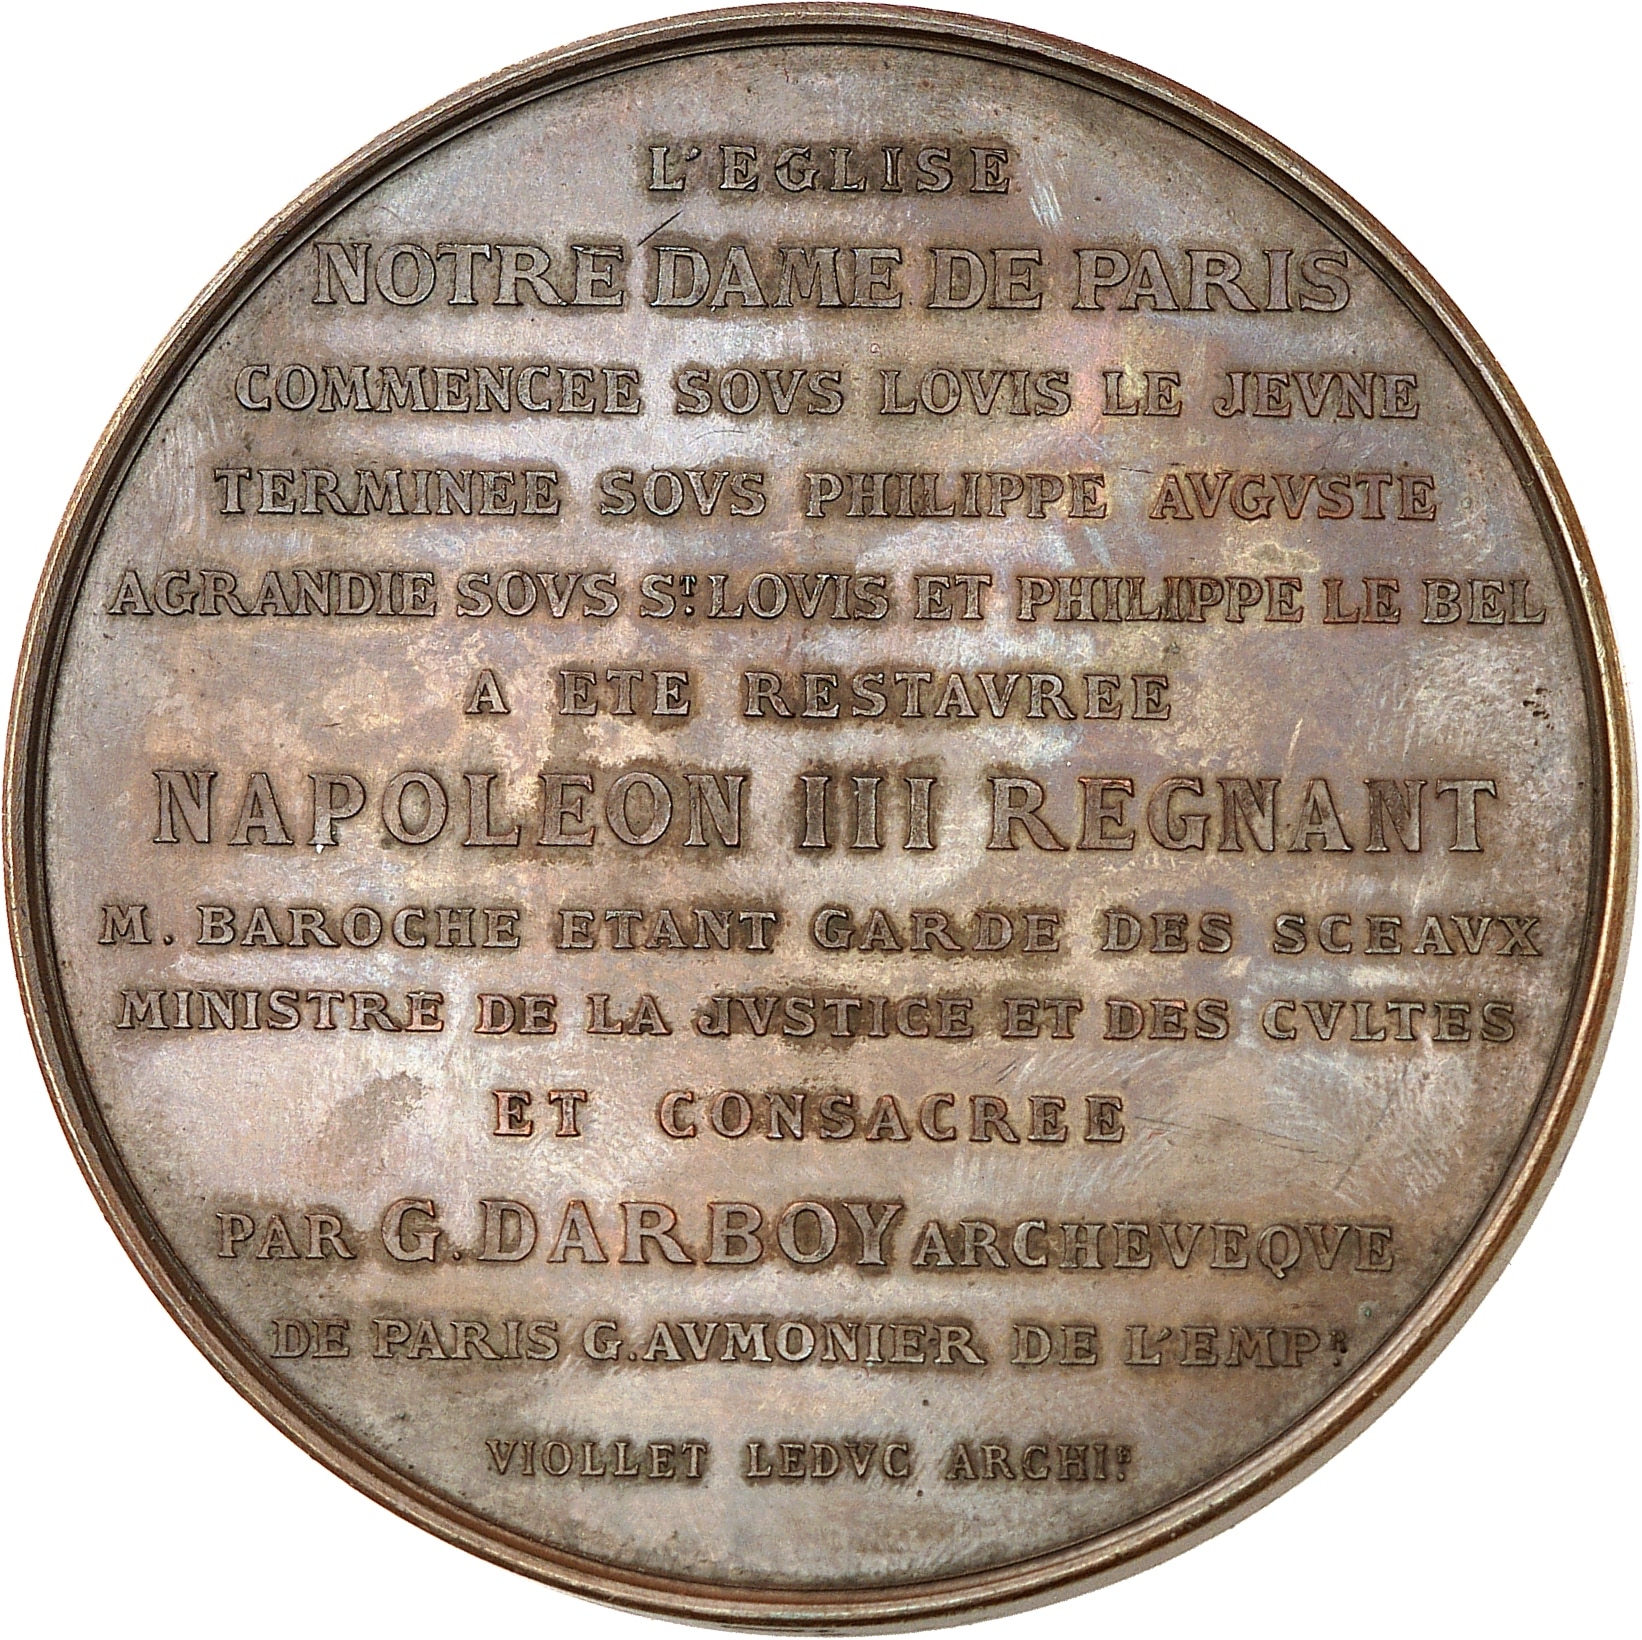 L'EGLISE
NOTRE DAME DE PARIS
COMMENCEE SOVS LOVIS LE JEVNE
TERMINEE SOVS PHILIPPE AVGVSTE
AGRANDIE SOVS ST. LOVIS ET PHILIPPE LE BEL
A ETE RESTAVREE
NAPOLEON III REGNANT
M. BAROCHE ETANT GARDE DES SCEAVX
MINISTRE DE LA JVSTICE ET DES CVLTES
ET CONSACREE
PAR G. DARBOY ARCHEVEQVE
DE PARIS G. AVMONIER DE L'EMPR.
VIOLLET LEDVC ARCHIR.